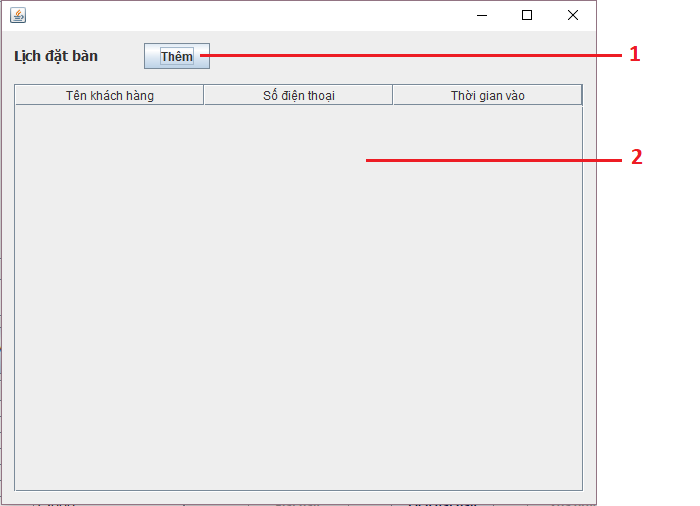 Lịch đặt bàn Thêm 1
Tên khách hàng Số điện thoại Thời gian vào
2